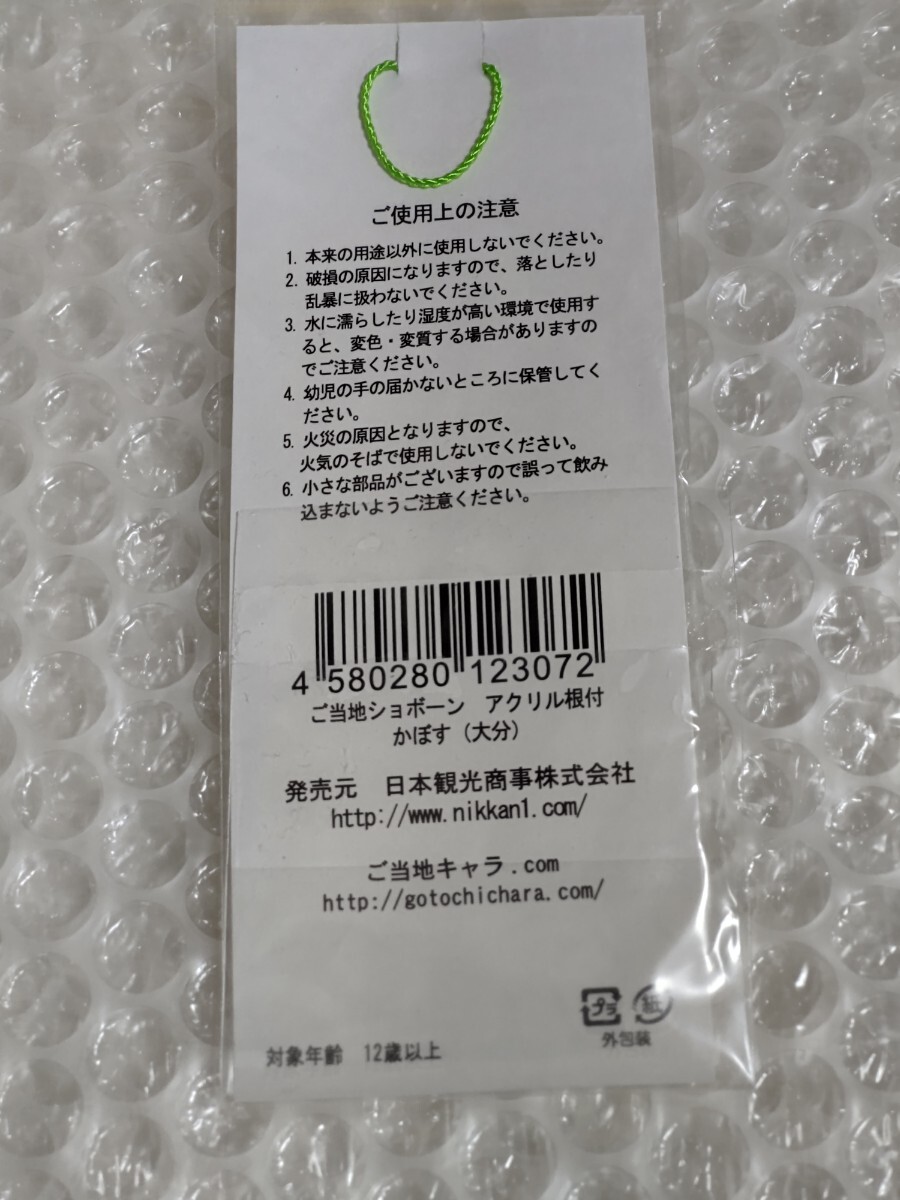 ご使用上の注意
1. 本来の用途以外に使用しないでください。
2. 破損の原因になりますので、落としたり
乱暴に扱わないでください。
3. 水に濡らしたり湿度が高い環境で使用す
ると、変色・変質する場合がありますの
でご注意ください。
4. 幼児の手の届かないところに保管してく
ださい。
5. 火災の原因となりますので、
火気のそばで使用しないでください。
6. 小さな部品がございますので誤って飲み
込まないようご注意ください。
4 580280 123072
ご当地ショボーン　アクリル根付
かぼす（大分）
発売元　日本観光商事株式会社
http://www.nikkan1.com/
ご当地キャラ.com
http://gotochichara.com/
プラ 紙
外包装
対象年齢　12歳以上